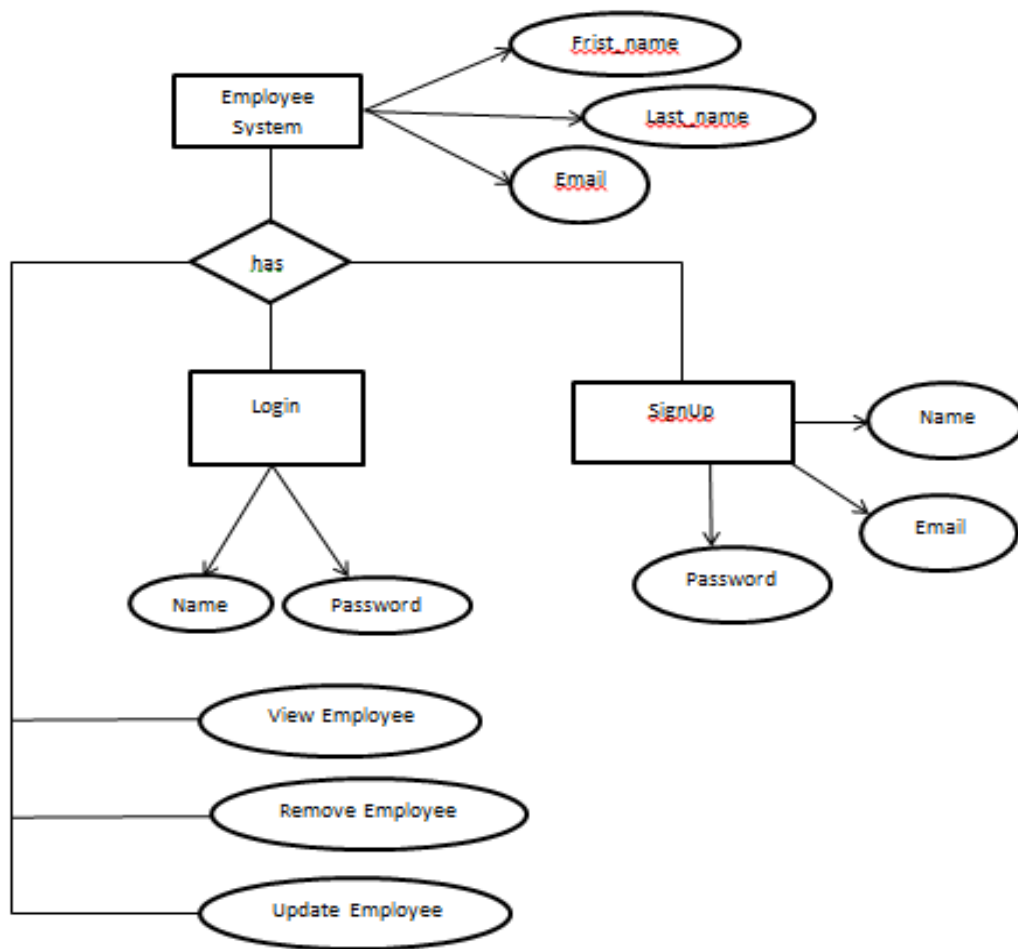 Frist_name
Employee
System
Last_name
Email
has
Login
SignUp
Name
Email
Password
Name
Password
View Employee
Remove Employee
Update Employee